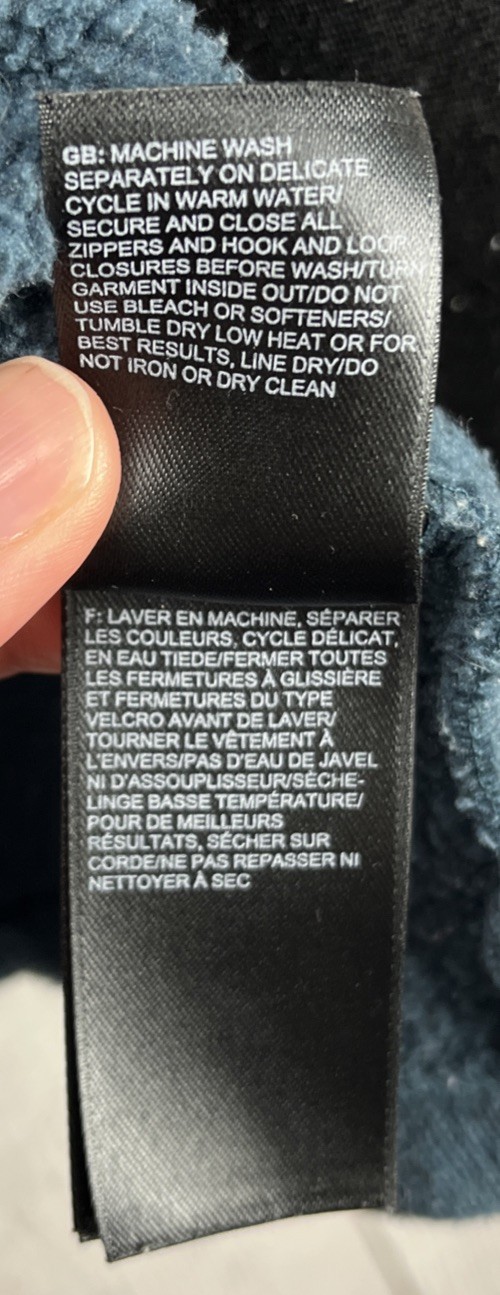 GB: MACHINE WASH
SEPARATELY ON DELICATE
CYCLE IN WARM WATER/
SECURE AND CLOSE ALL
ZIPPERS AND HOOK AND LOOP
CLOSURES BEFORE WASH/TURN
GARMENT INSIDE OUT/DO NOT
USE BLEACH OR SOFTENERS/
TUMBLE DRY LOW HEAT OR FOR
BEST RESULTS, LINE DRY/DO
NOT IRON OR DRY CLEAN
F: LAVER EN MACHINE, SÉPARER
LES COULEURS, CYCLE DÉLICAT,
EN EAU TIEDE/FERMER TOUTES
LES FERMETURES À GLISSIÈRE
ET FERMETURES DU TYPE
VELCRO AVANT DE LAVER/
TOURNER LE VÊTEMENT À
L'ENVERS/PAS D'EAU DE JAVEL
NI D'ASSOUPLISSEUR/SÈCHE-
LINGE BASSE TEMPÉRATURE/
POUR DE MEILLEURS
RÉSULTATS, SÉCHER SUR
CORDE/NE PAS REPASSER NI
NETTOYER À SEC